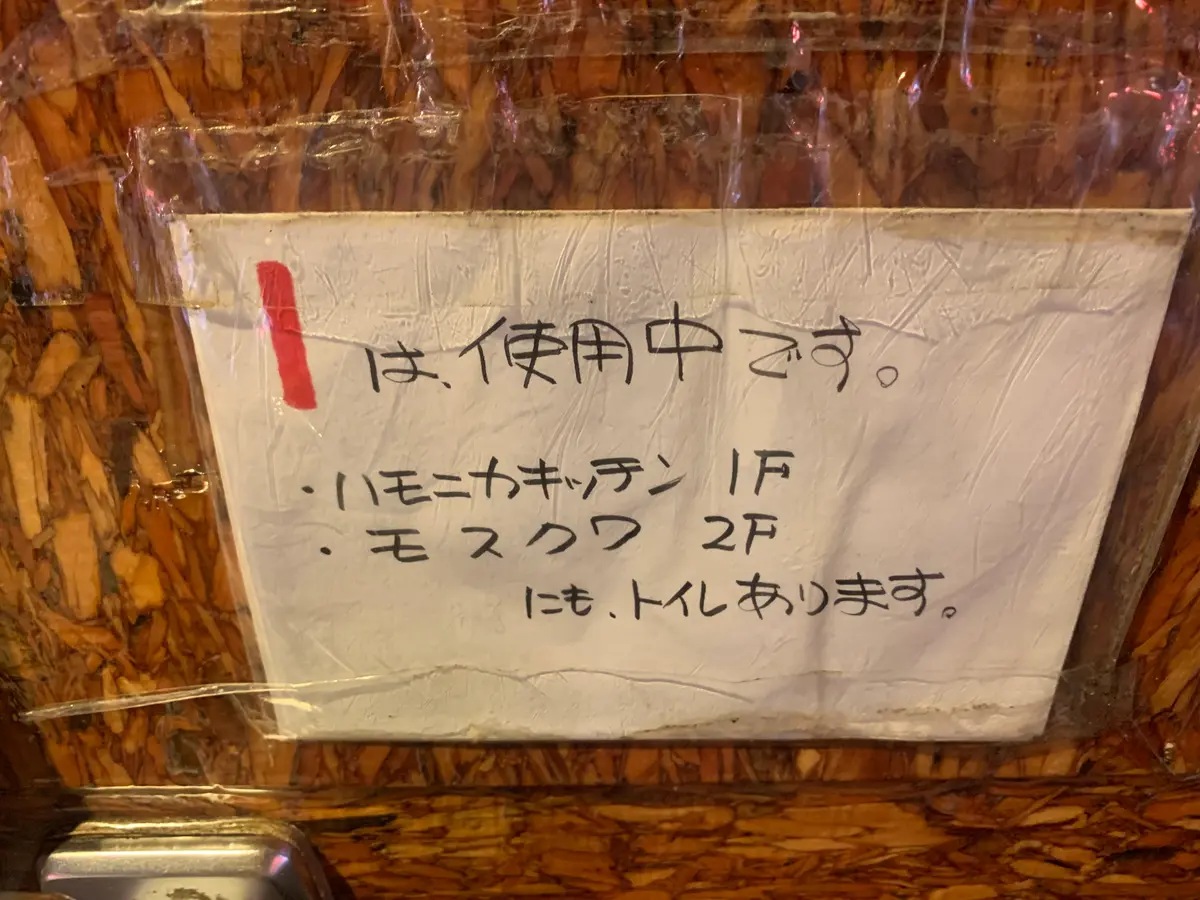 は、使用中です。
・ハモニカキッチン 1F
・モスクワ 2F
にも、トイレあります。